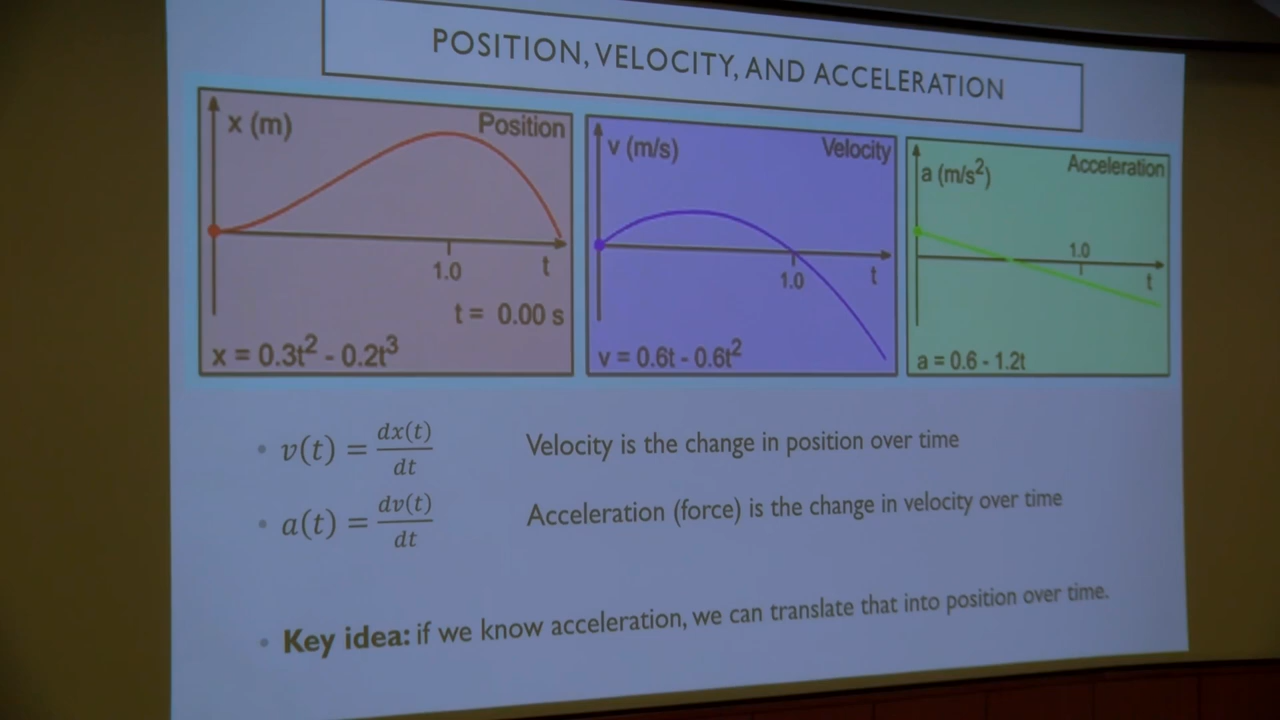 POSITION, VELOCITY, AND ACCELERATION
x (m)
Position
1.0
t
t = 0.00 s
x = 0.3t² - 0.2t³
v (m/s)
Velocity
1.0
t
v = 0.6t - 0.6t²
a (m/s²)
Acceleration
1.0
t
a = 0.6 - 1.2t
• v(t) = dx(t)/dt Velocity is the change in position over time
• a(t) = dv(t)/dt Acceleration (force) is the change in velocity over time
• Key idea: if we know acceleration, we can translate that into position over time.